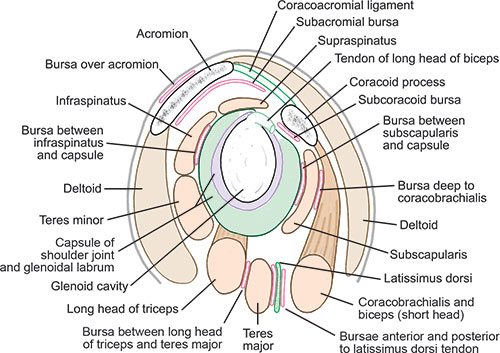 Coracoacromial ligament
Subacromial bursa
Acromion
Supraspinatus
Bursa over acromion
Tendon of long head of biceps
Infraspinatus
Coracoid process
Subcoracoid bursa
Bursa between
infraspinatus
and capsule
Bursa between
subscapularis
and capsule
Deltoid
Bursa deep to
coracobrachialis
Teres minor
Deltoid
Capsule of
shoulder joint
and glenoidal labrum
Subscapularis
Glenoid cavity
Latissimus dorsi
Long head of triceps
Coracobrachialis and
biceps (short head)
Bursa between long head
of triceps and teres major
Teres
major
Bursae anterior and posterior
to latissimus dorsi tendon